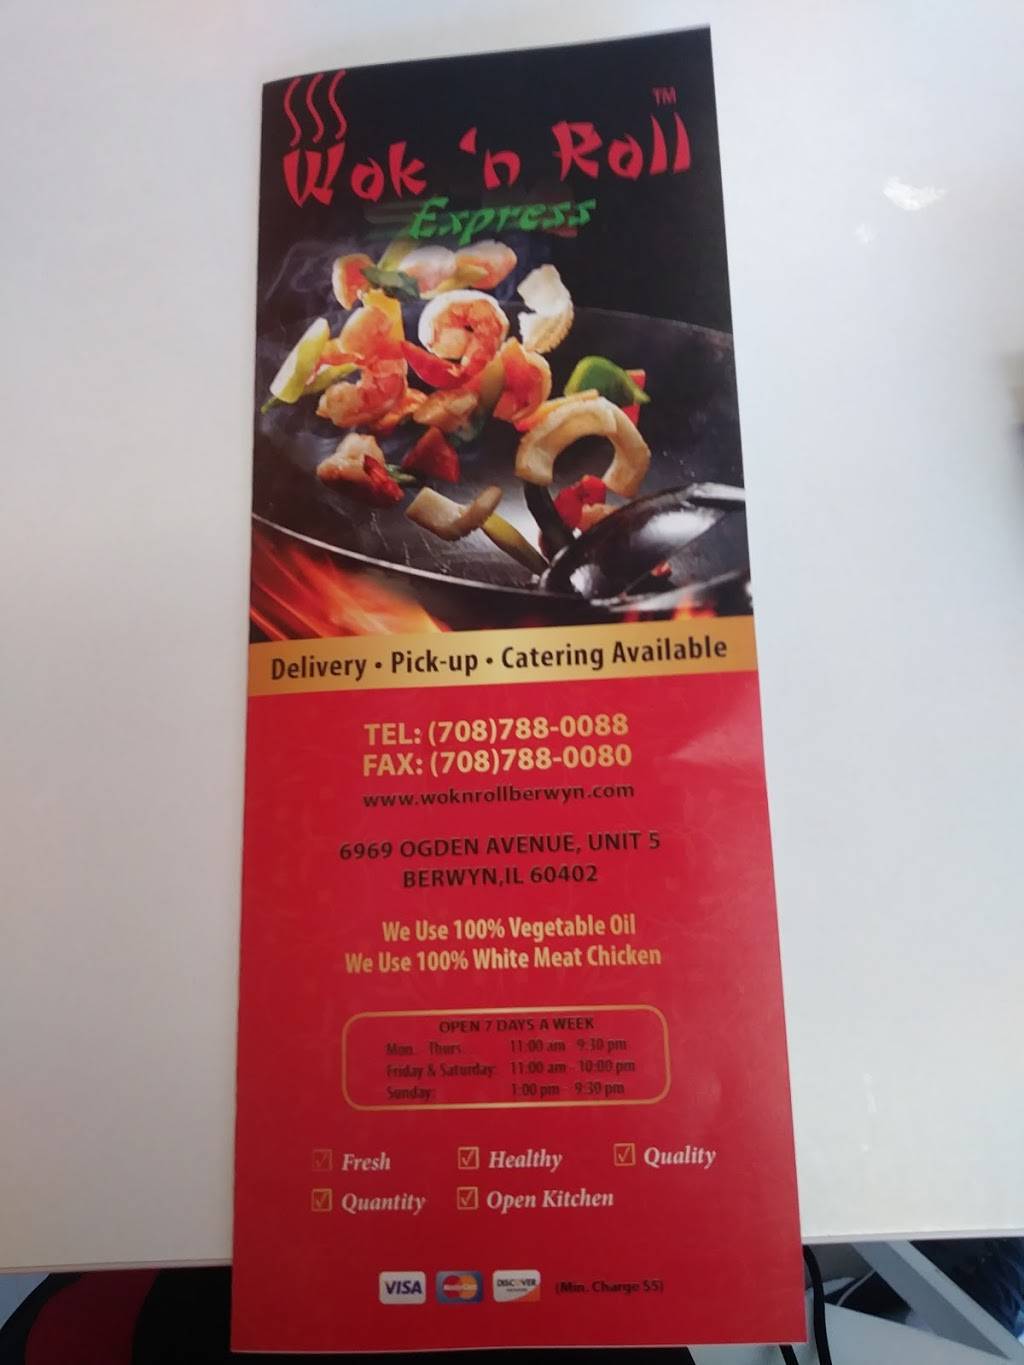 TM
Wok 'n Roll
Express
Delivery • Pick-up • Catering Available
TEL: (708)788-0088
FAX: (708)788-0080
www.woknrollberwyn.com
6969 OGDEN AVENUE, UNIT 5
BERWYN,IL 60402
We Use 100% Vegetable Oil
We Use 100% White Meat Chicken
OPEN 7 DAYS A WEEK
Mon. Thurs. 11:00 am - 9:30 pm
Friday & Saturday: 11:00 am - 10:00 pm
Sunday: 1:00 pm - 9:30 pm
Fresh Healthy Quality
Quantity Open Kitchen
VISA MasterCard DISCOVER (Min. Charge $5)